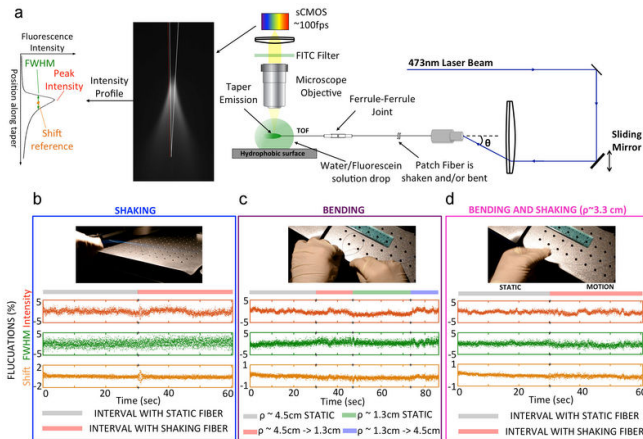 a
Fluorescence
Intensity
FWHM
Peak
Intensity
Shift
reference
Position along taper
Intensity
Profile
sCMOS
~100fps
FITC Filter
Microscope
Objective
Taper
Emission
TOF
Ferrule-Ferrule
Joint
Hydrophobic surface
Water/Fluorescein
solution drop
Patch Fiber is
shaken and/or bent
473nm Laser Beam
θ
Sliding
Mirror
b
SHAKING
FLUCUATIONS (%)
Intensity
5
-5
FWHM
5
-5
Shift
2
-2
0
20
40
60
Time (sec)
INTERVAL WITH STATIC FIBER
INTERVAL WITH SHAKING FIBER
c
BENDING
5
-5
5
-5
1
-1
0
20
40
60
80
Time (sec)
ρ ~ 4.5cm STATIC
ρ ~ 1.3cm STATIC
ρ ~ 4.5cm -> 1.3cm
ρ ~ 1.3cm -> 4.5cm
d
BENDING AND SHAKING (ρ~3.3 cm)
STATIC
MOTION
5
-5
5
-5
1
-1
0
20
40
60
Time (sec)
INTERVAL WITH STATIC FIBER
INTERVAL WITH SHAKING FIBER